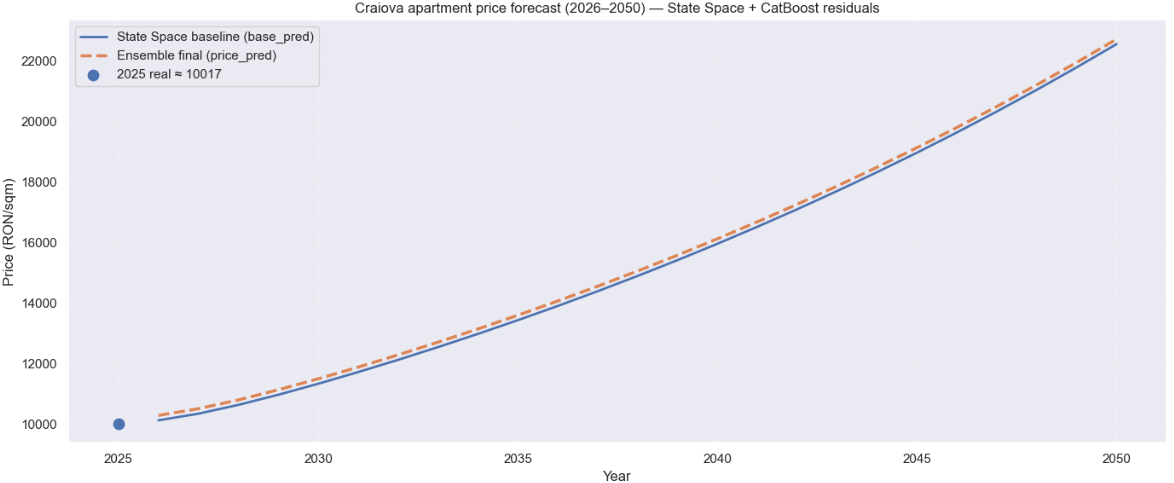 Craiova apartment price forecast (2026–2050) — State Space + CatBoost residuals
State Space baseline (base_pred)
Ensemble final (price_pred)
2025 real ≈ 10017
Price (RON/sqm)
22000
20000
18000
16000
14000
12000
10000
2025 2030 2035 2040 2045 2050
Year